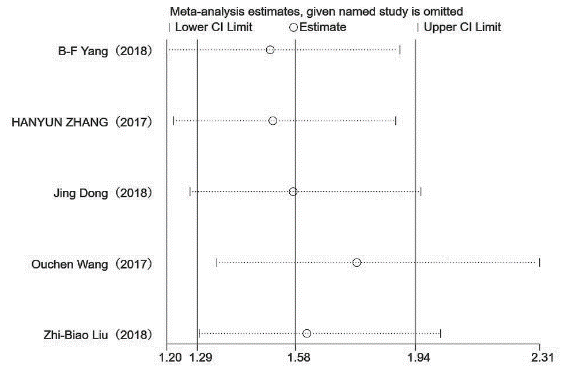 Meta-analysis estimates, given named study is omitted
Lower CI Limit Estimate Upper CI Limit
B-F Yang (2018)
HANYUN ZHANG (2017)
Jing Dong (2018)
Ouchen Wang (2017)
Zhi-Biao Liu (2018)
1.20 1.29 1.58 1.94 2.31